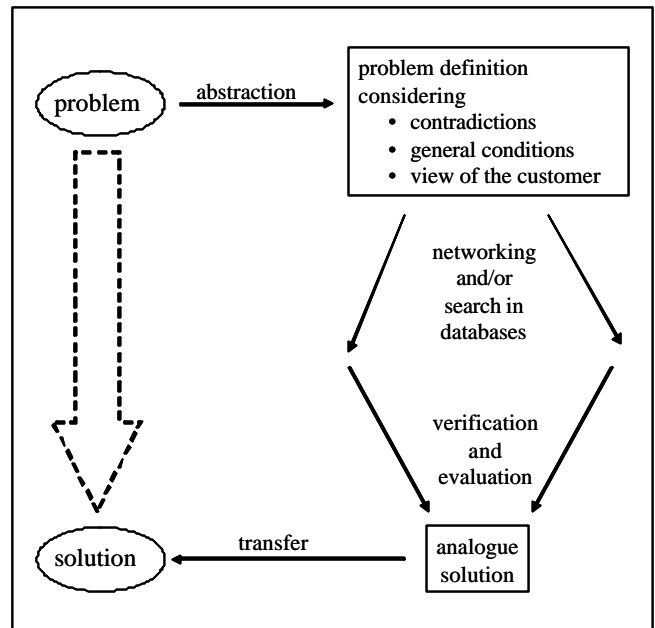 problem
abstraction
problem definition
considering
• contradictions
• general conditions
• view of the customer
networking
and/or
search in
databases
verification
and
evaluation
solution
transfer
analogue
solution